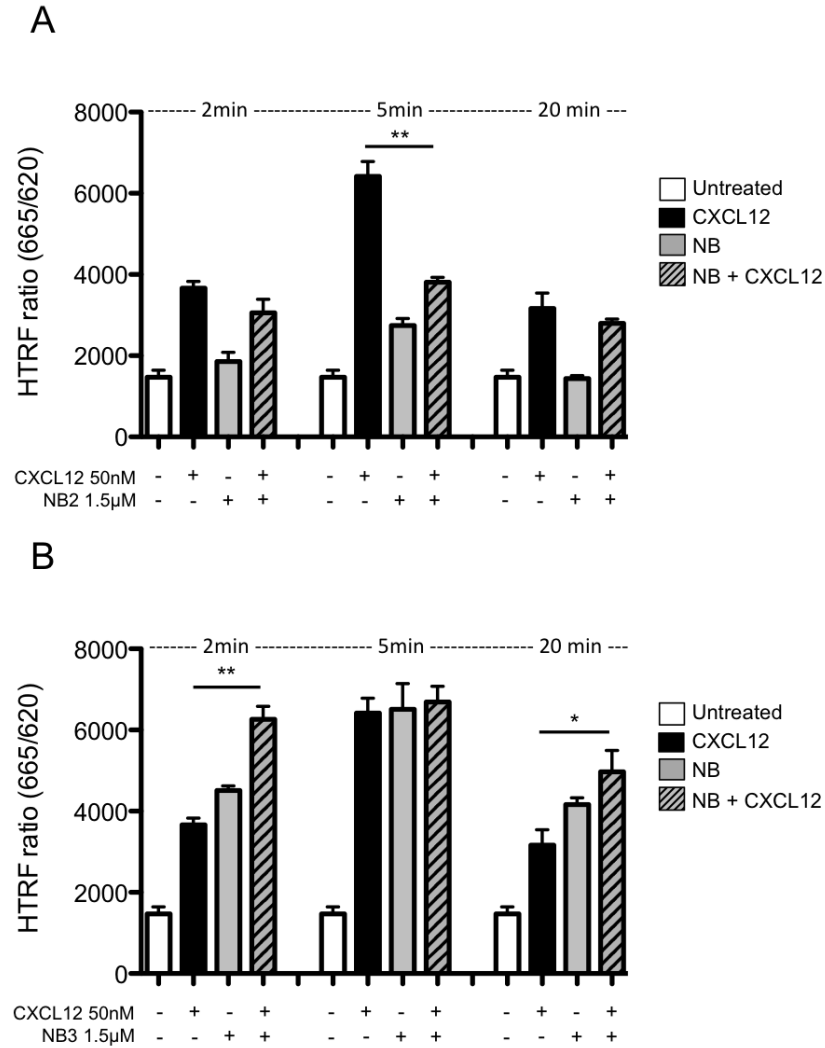 A
8000 2min 5min 20 min
**
6000
4000
2000
0
HTRF ratio (665/620)
Untreated
CXCL12
NB
NB + CXCL12
CXCL12 50nM - + - + - + - + - + - +
NB2 1.5µM - - + + - - + + - - + +
B
8000 2min 5min 20 min
**
*
6000
4000
2000
0
HTRF ratio (665/620)
Untreated
CXCL12
NB
NB + CXCL12
CXCL12 50nM - + - + - + - + - + - +
NB3 1.5µM - - + + - - + + - - + +